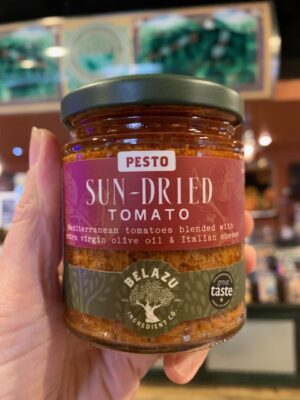 PESTO
SUN-DRIED
TOMATO
Mediterranean tomatoes blended with
extra virgin olive oil & Italian cheese
BELAZU
INGREDIENT CO.
great
taste